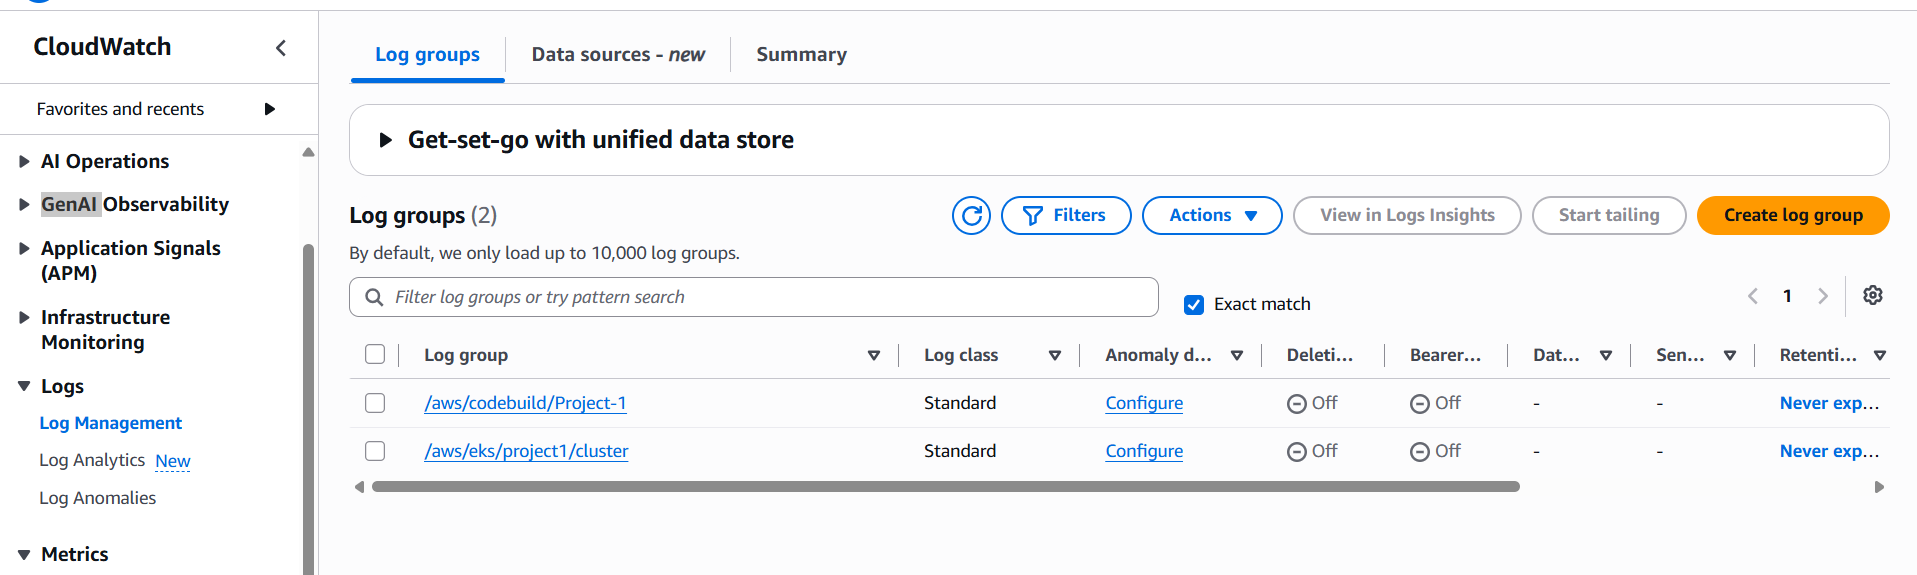 CloudWatch
Favorites and recents
AI Operations
GenAI Observability
Application Signals
(APM)
Infrastructure
Monitoring
Logs
Log Management
Log Analytics New
Log Anomalies
Metrics
Log groups Data sources - new Summary
Get-set-go with unified data store
Log groups (2)
Filters Actions View in Logs Insights Start tailing Create log group
By default, we only load up to 10,000 log groups.
Filter log groups or try pattern search
Exact match
1
Log group Log class Anomaly d... Deleti... Bearer... Dat... Sen... Retenti...
/aws/codebuild/Project-1 Standard Configure Off Off - - Never exp...
/aws/eks/project1/cluster Standard Configure Off Off - - Never exp...